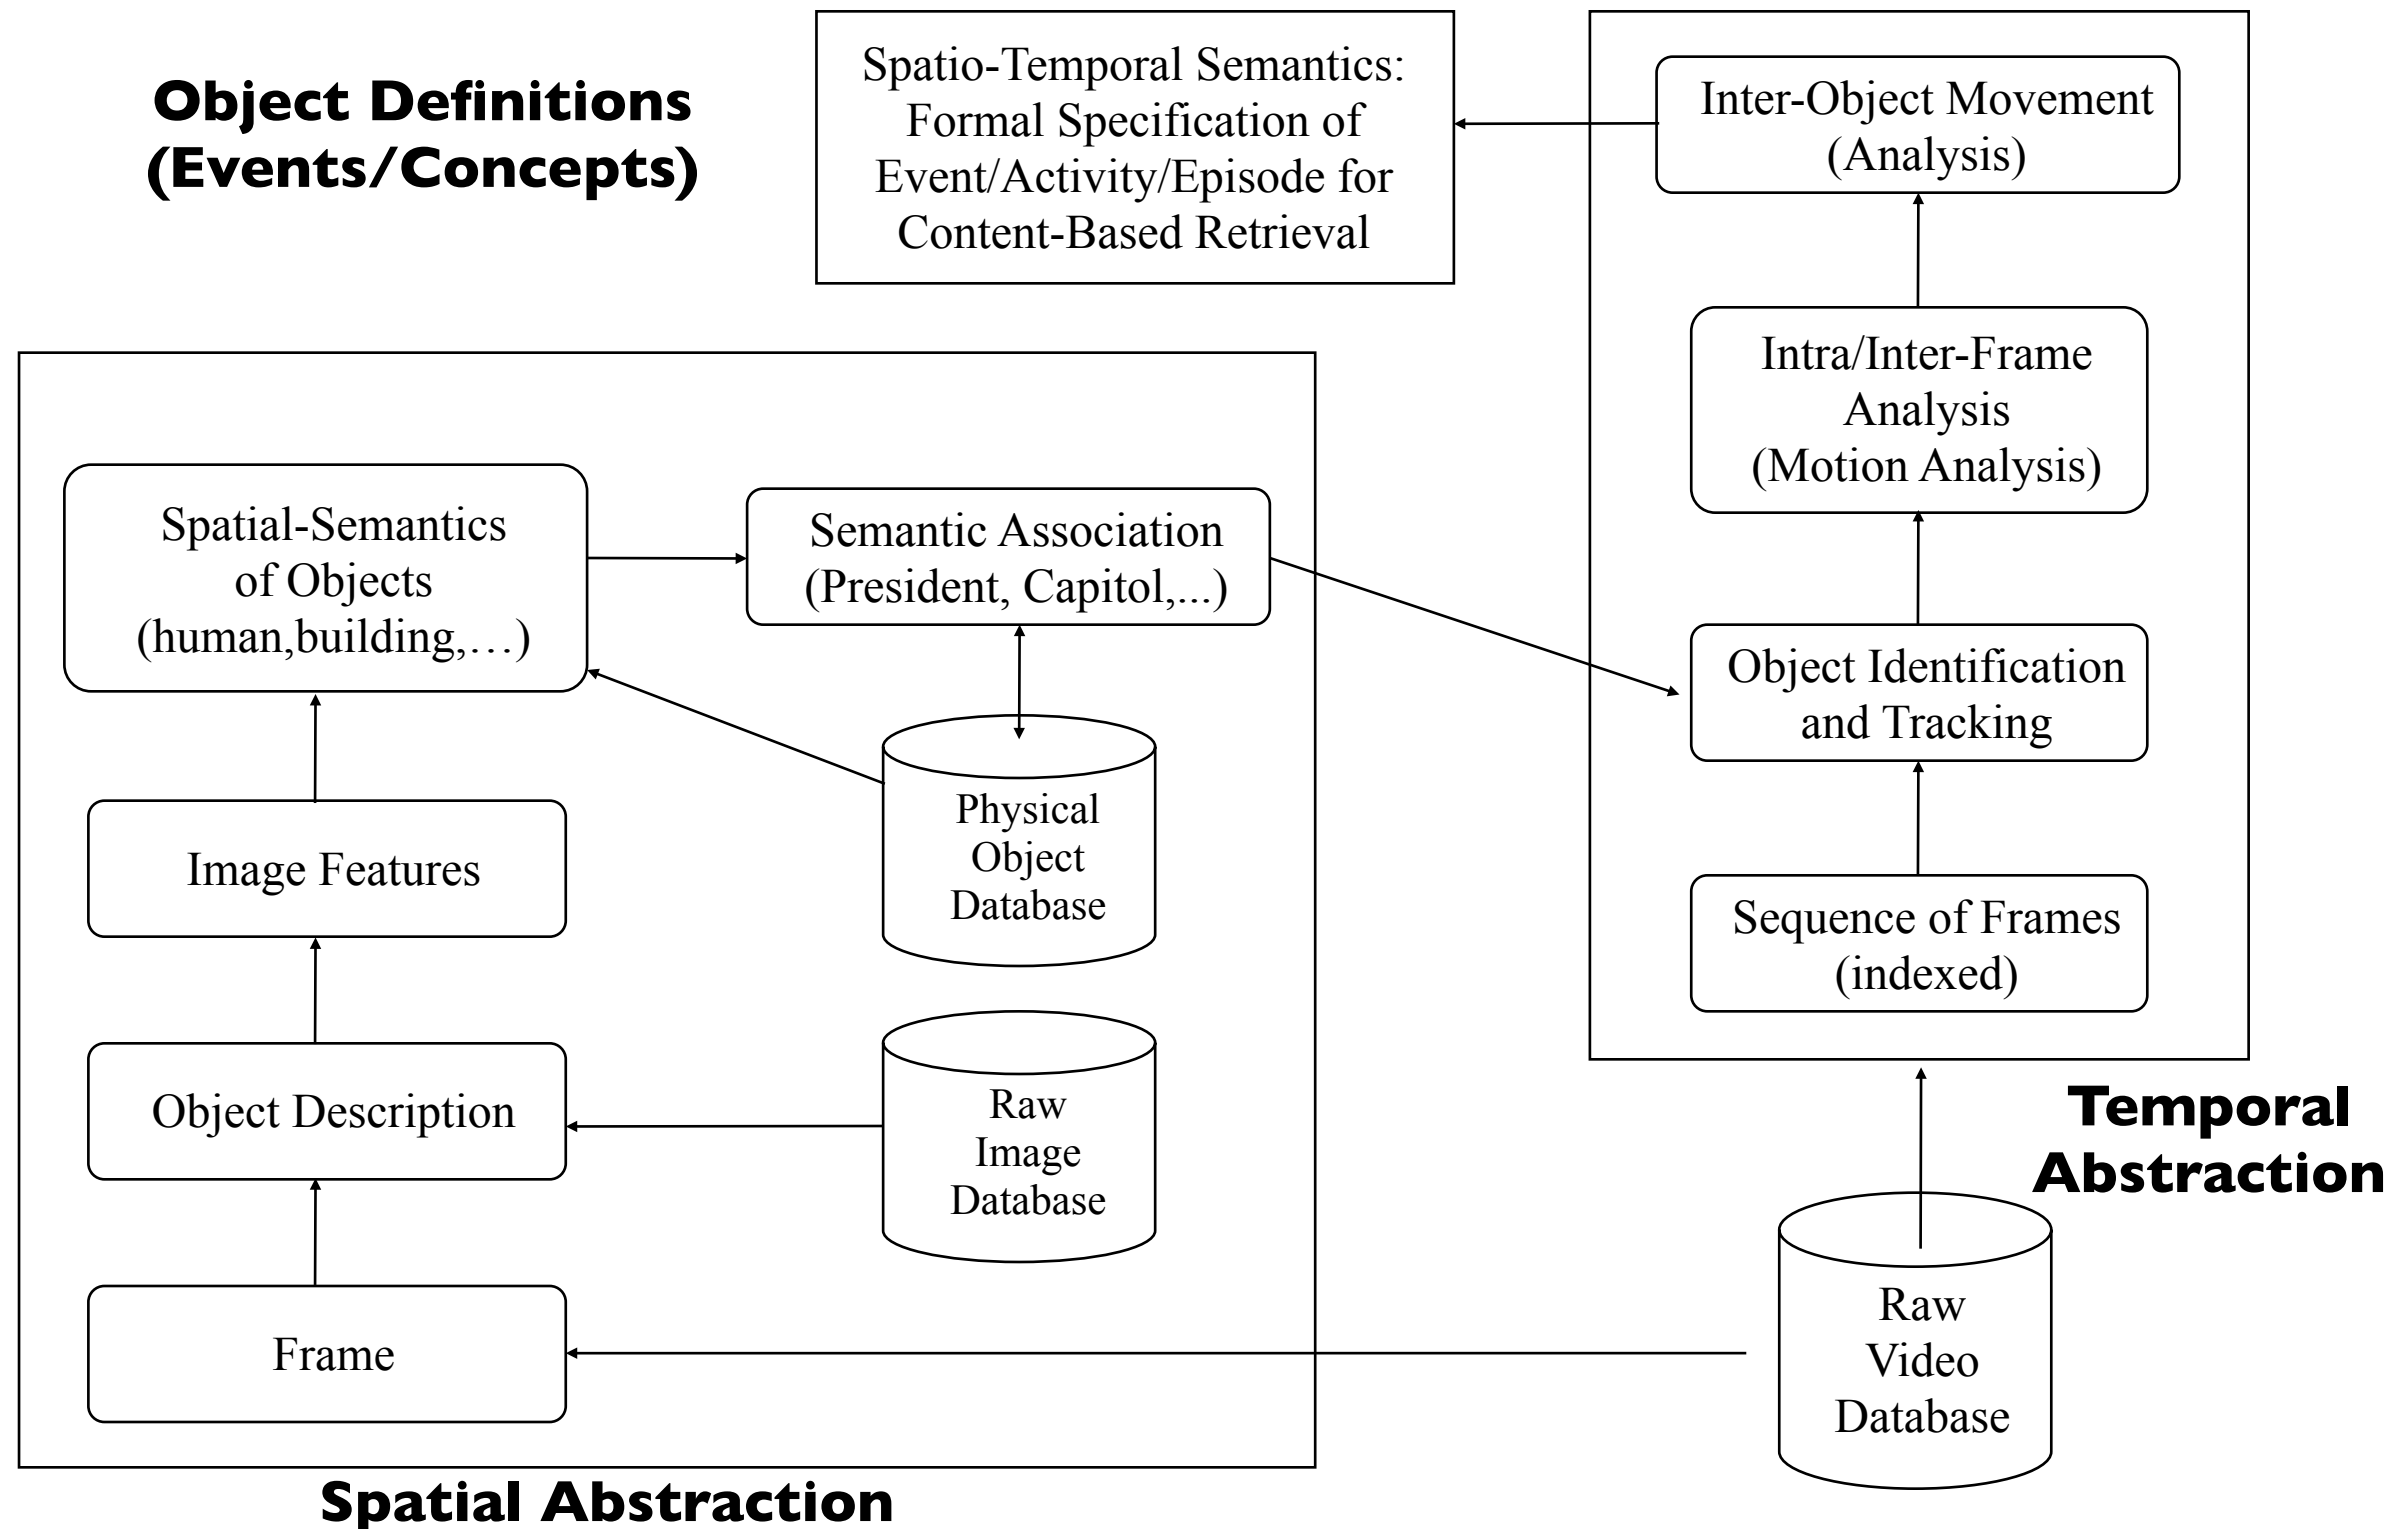 Object Definitions
(Events/Concepts)
Spatio-Temporal Semantics:
Formal Specification of
Event/Activity/Episode for
Content-Based Retrieval
Inter-Object Movement
(Analysis)
Intra/Inter-Frame
Analysis
(Motion Analysis)
Object Identification
and Tracking
Sequence of Frames
(indexed)
Temporal
Abstraction
Raw
Video
Database
Spatial-Semantics
of Objects
(human,building,…)
Semantic Association
(President, Capitol,...)
Physical
Object
Database
Image Features
Object Description
Raw
Image
Database
Frame
Spatial Abstraction